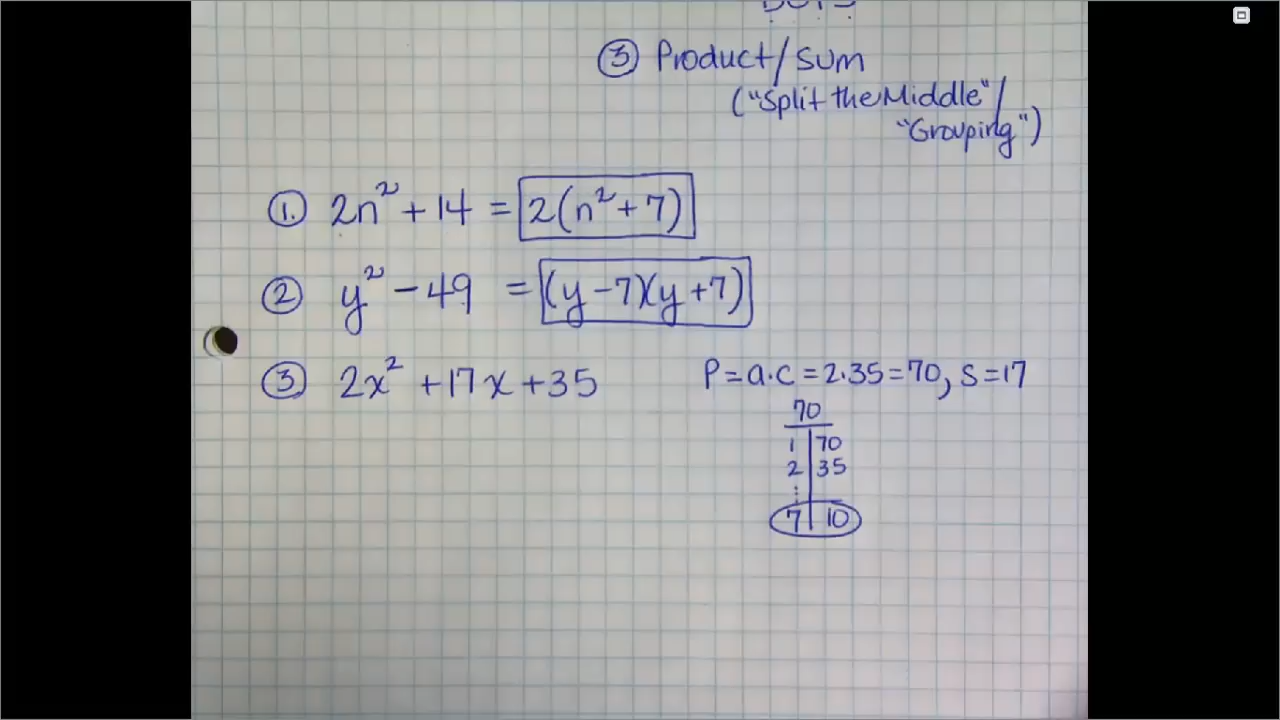 ③ Product/Sum
("Split the Middle"/
"Grouping")
①. 2n² + 14 = 2(n² + 7)
② y² - 49 = (y - 7)(y + 7)
③ 2x² + 17x + 35 P = a·c = 2·35 = 70, S = 17
70
1 | 70
2 | 35
⋮
7 | 10